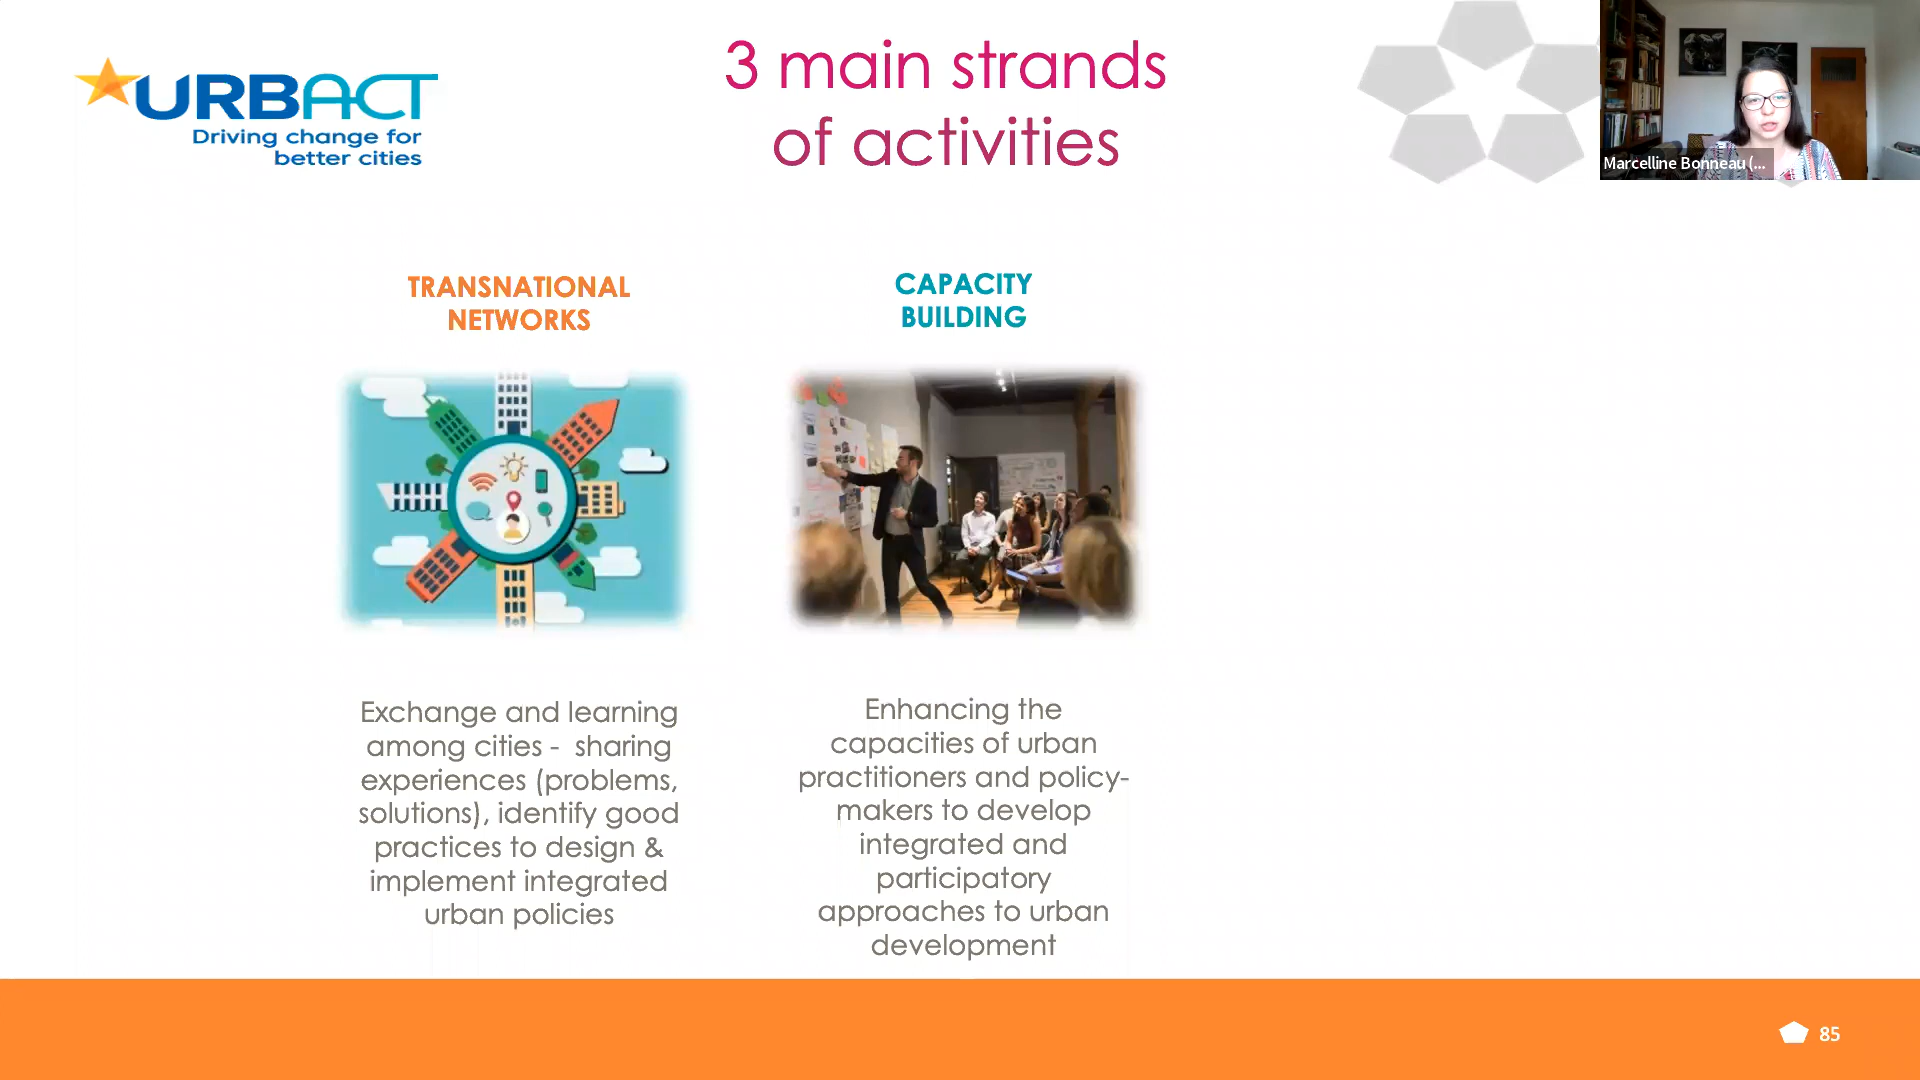 URBACT
Driving change for
better cities
3 main strands
of activities
Marcelline Bonneau (...
TRANSNATIONAL
NETWORKS
Exchange and learning
among cities - sharing
experiences (problems,
solutions), identify good
practices to design &
implement integrated
urban policies
CAPACITY
BUILDING
Enhancing the
capacities of urban
practitioners and policy-
makers to develop
integrated and
participatory
approaches to urban
development
85